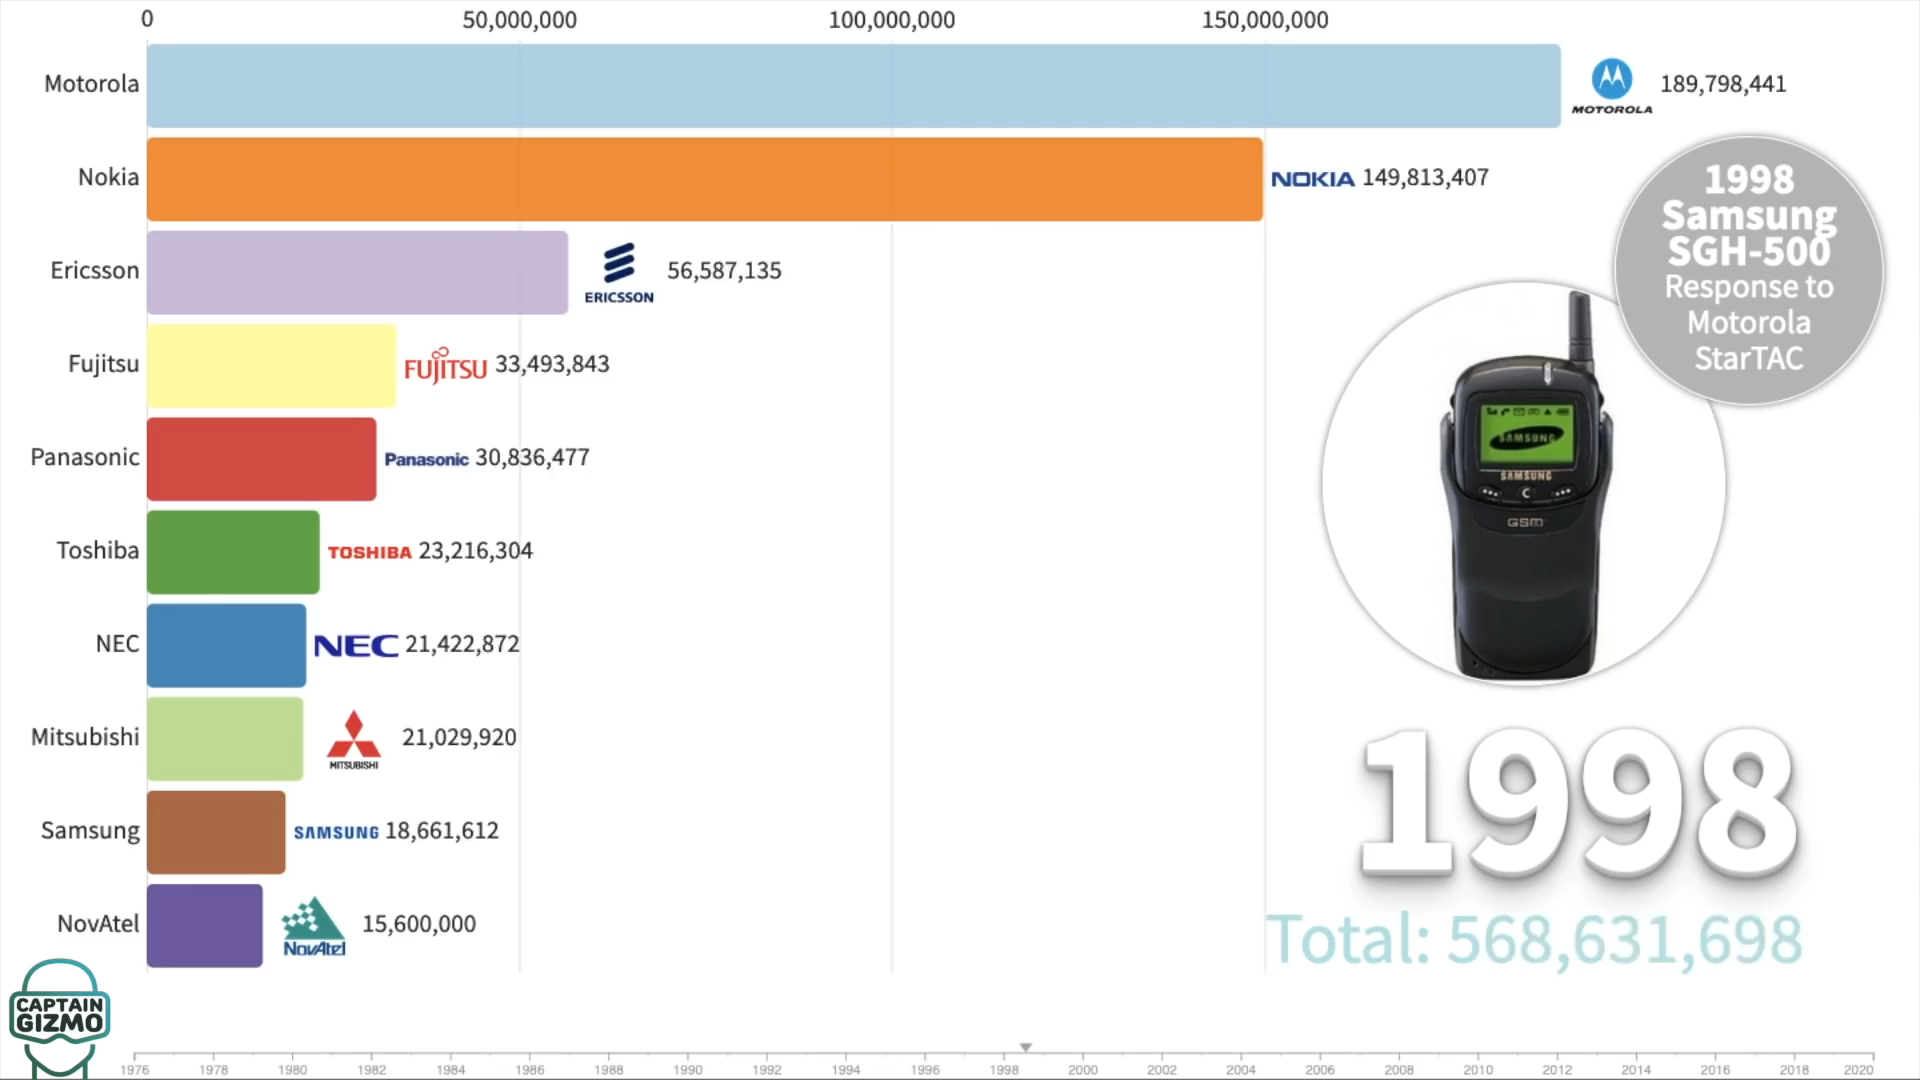 0 50,000,000 100,000,000 150,000,000
Motorola MOTOROLA 189,798,441
Nokia NOKIA 149,813,407
Ericsson ERICSSON 56,587,135
Fujitsu FUJITSU 33,493,843
Panasonic Panasonic 30,836,477
Toshiba TOSHIBA 23,216,304
NEC NEC 21,422,872
Mitsubishi MITSUBISHI 21,029,920
Samsung SAMSUNG 18,661,612
NovAtel NovAtel 15,600,000
1998
Samsung
SGH-500
Response to
Motorola
StarTAC
SAMSUNG
SAMSUNG
C
GSM
1998
Total: 568,631,698
CAPTAIN
GIZMO
1976 1978 1980 1982 1984 1986 1988 1990 1992 1994 1996 1998 2000 2002 2004 2006 2008 2010 2012 2014 2016 2018 2020